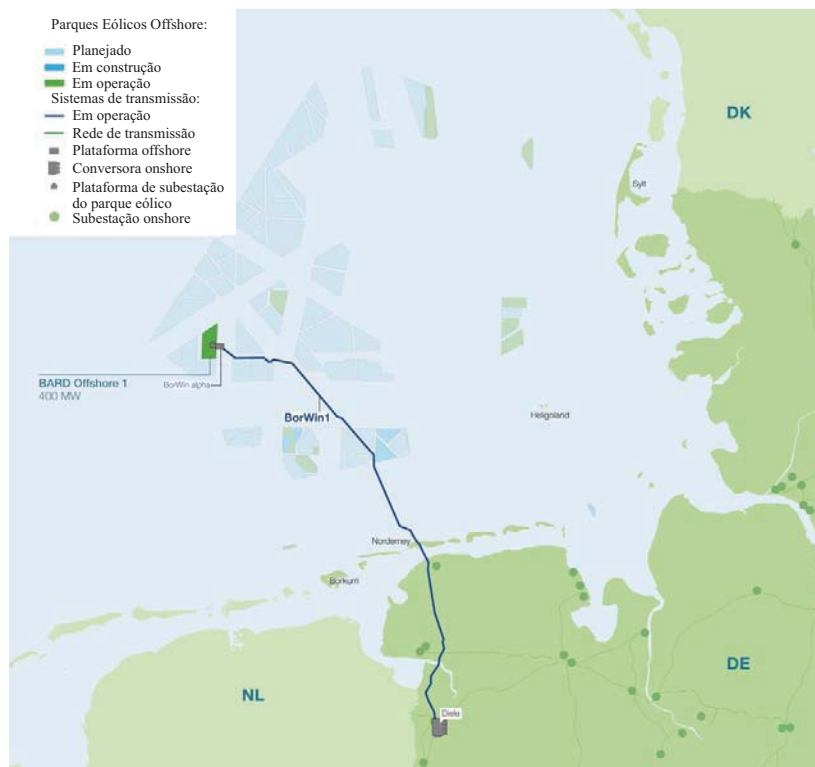 Parques Eólicos Offshore:
Planejado
Em construção
Em operação
Sistemas de transmissão:
Em operação
Rede de transmissão
Plataforma offshore
Conversora onshore
Plataforma de subestação
do parque eólico
Subestação onshore
DK
Sylt
BARD Offshore 1
400 MW
BorWin alpha
BorWin1
Heligoland
Norderney
Borkum
NL
Diele
DE